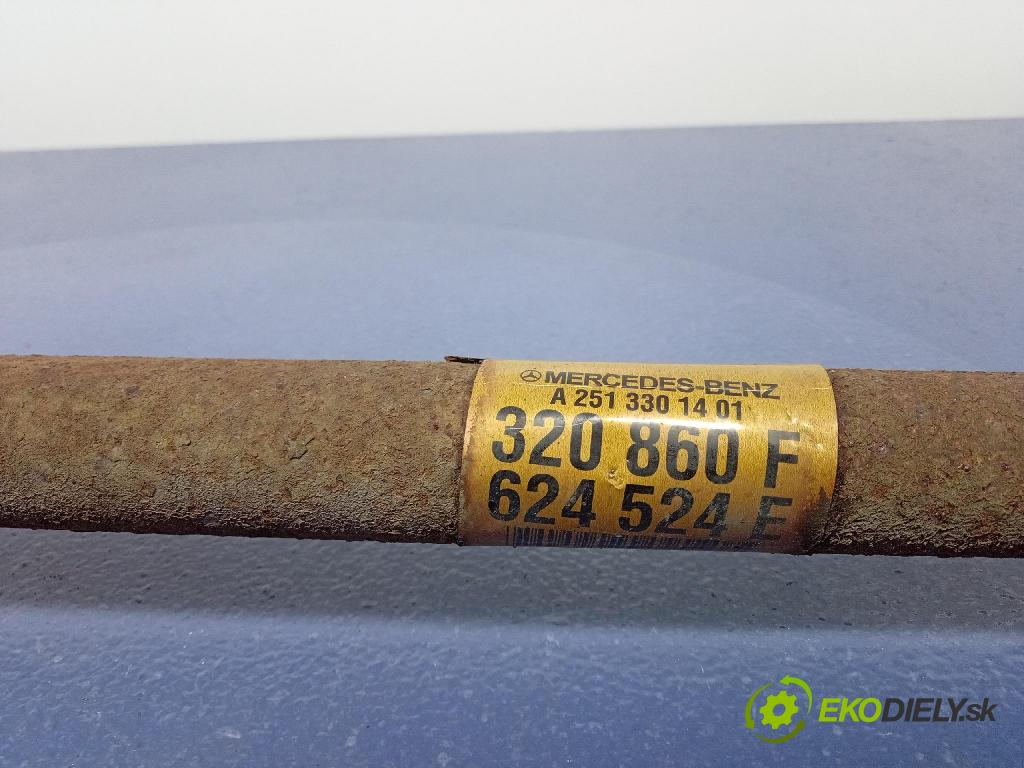 MERCEDES-BENZ
A 251 330 14 01
320 860 F
624 524 E
EKODIELY.sk